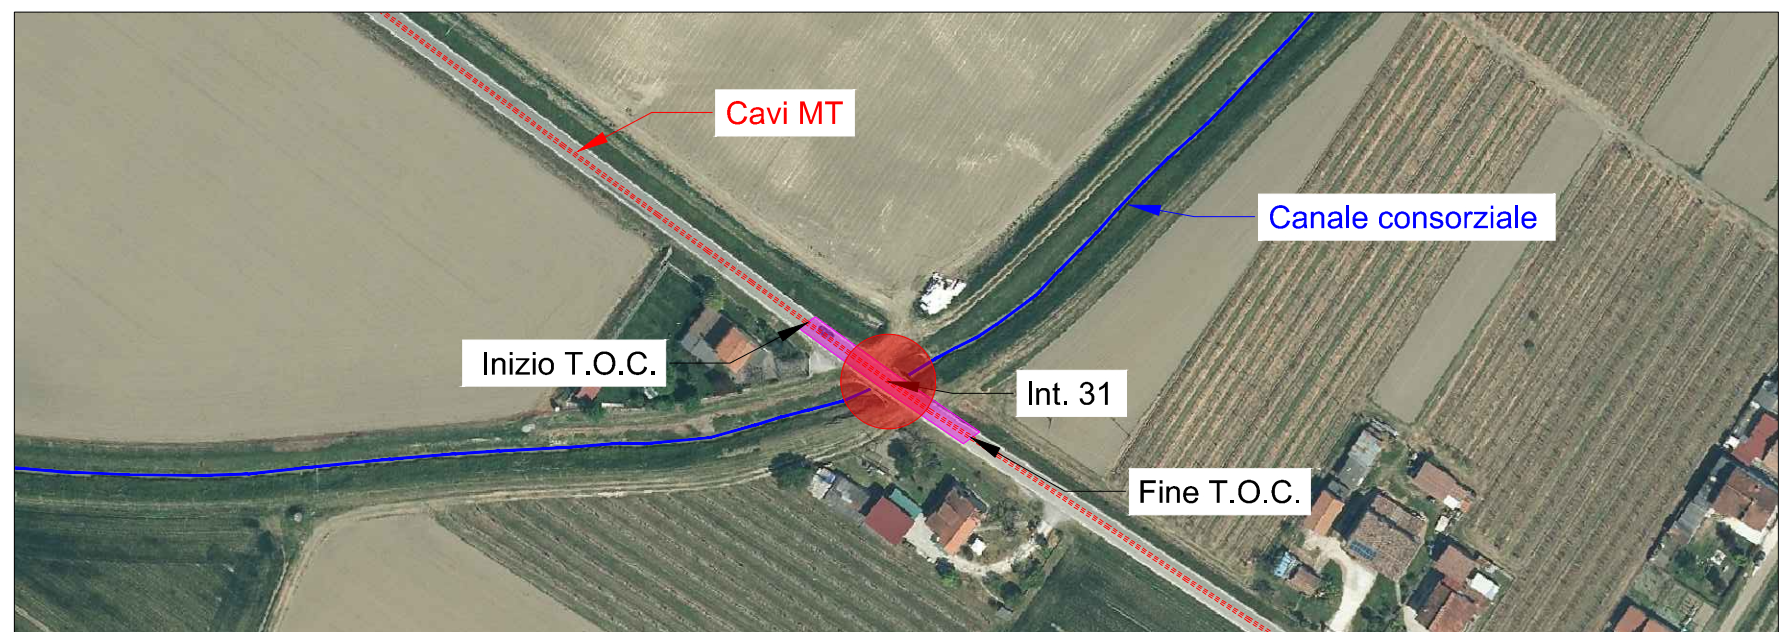 Cavi MT
Canale consorziale
Inizio T.O.C.
Int. 31
Fine T.O.C.